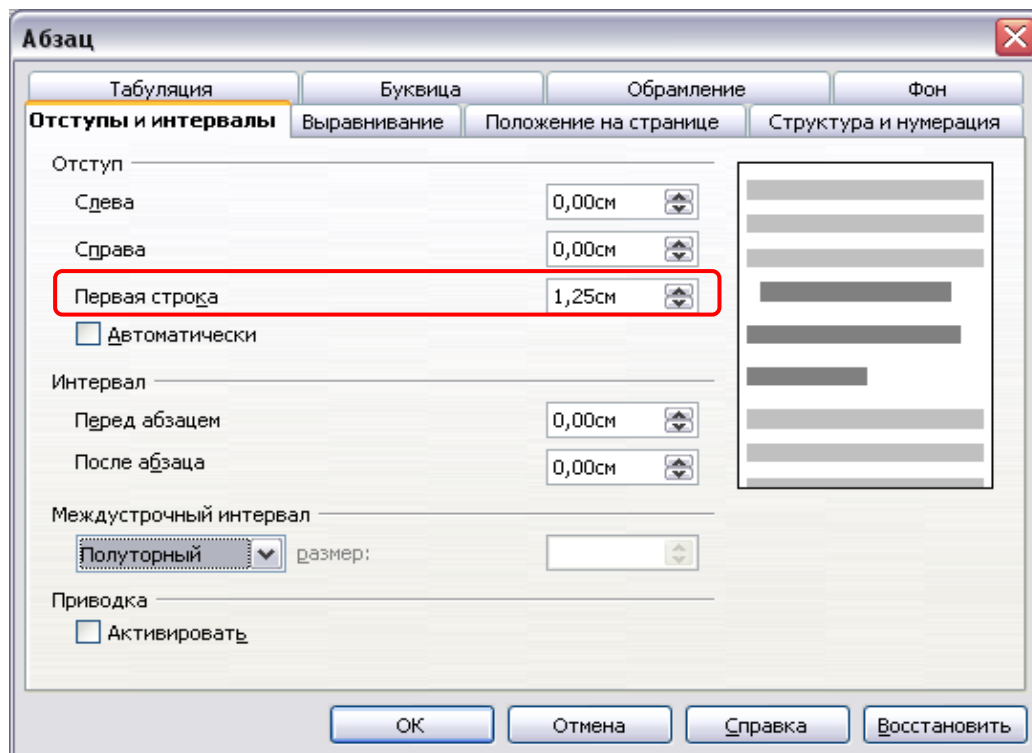 Абзац
Табуляция Буквица Обрамление Фон
Отступы и интервалы Выравнивание Положение на странице Структура и нумерация
Отступ
Слева 0,00см
Справа 0,00см
Первая строка 1,25см
Автоматически
Интервал
Перед абзацем 0,00см
После абзаца 0,00см
Междустрочный интервал
Полуторный размер:
Приводка
Активировать
ОК Отмена Справка Восстановить